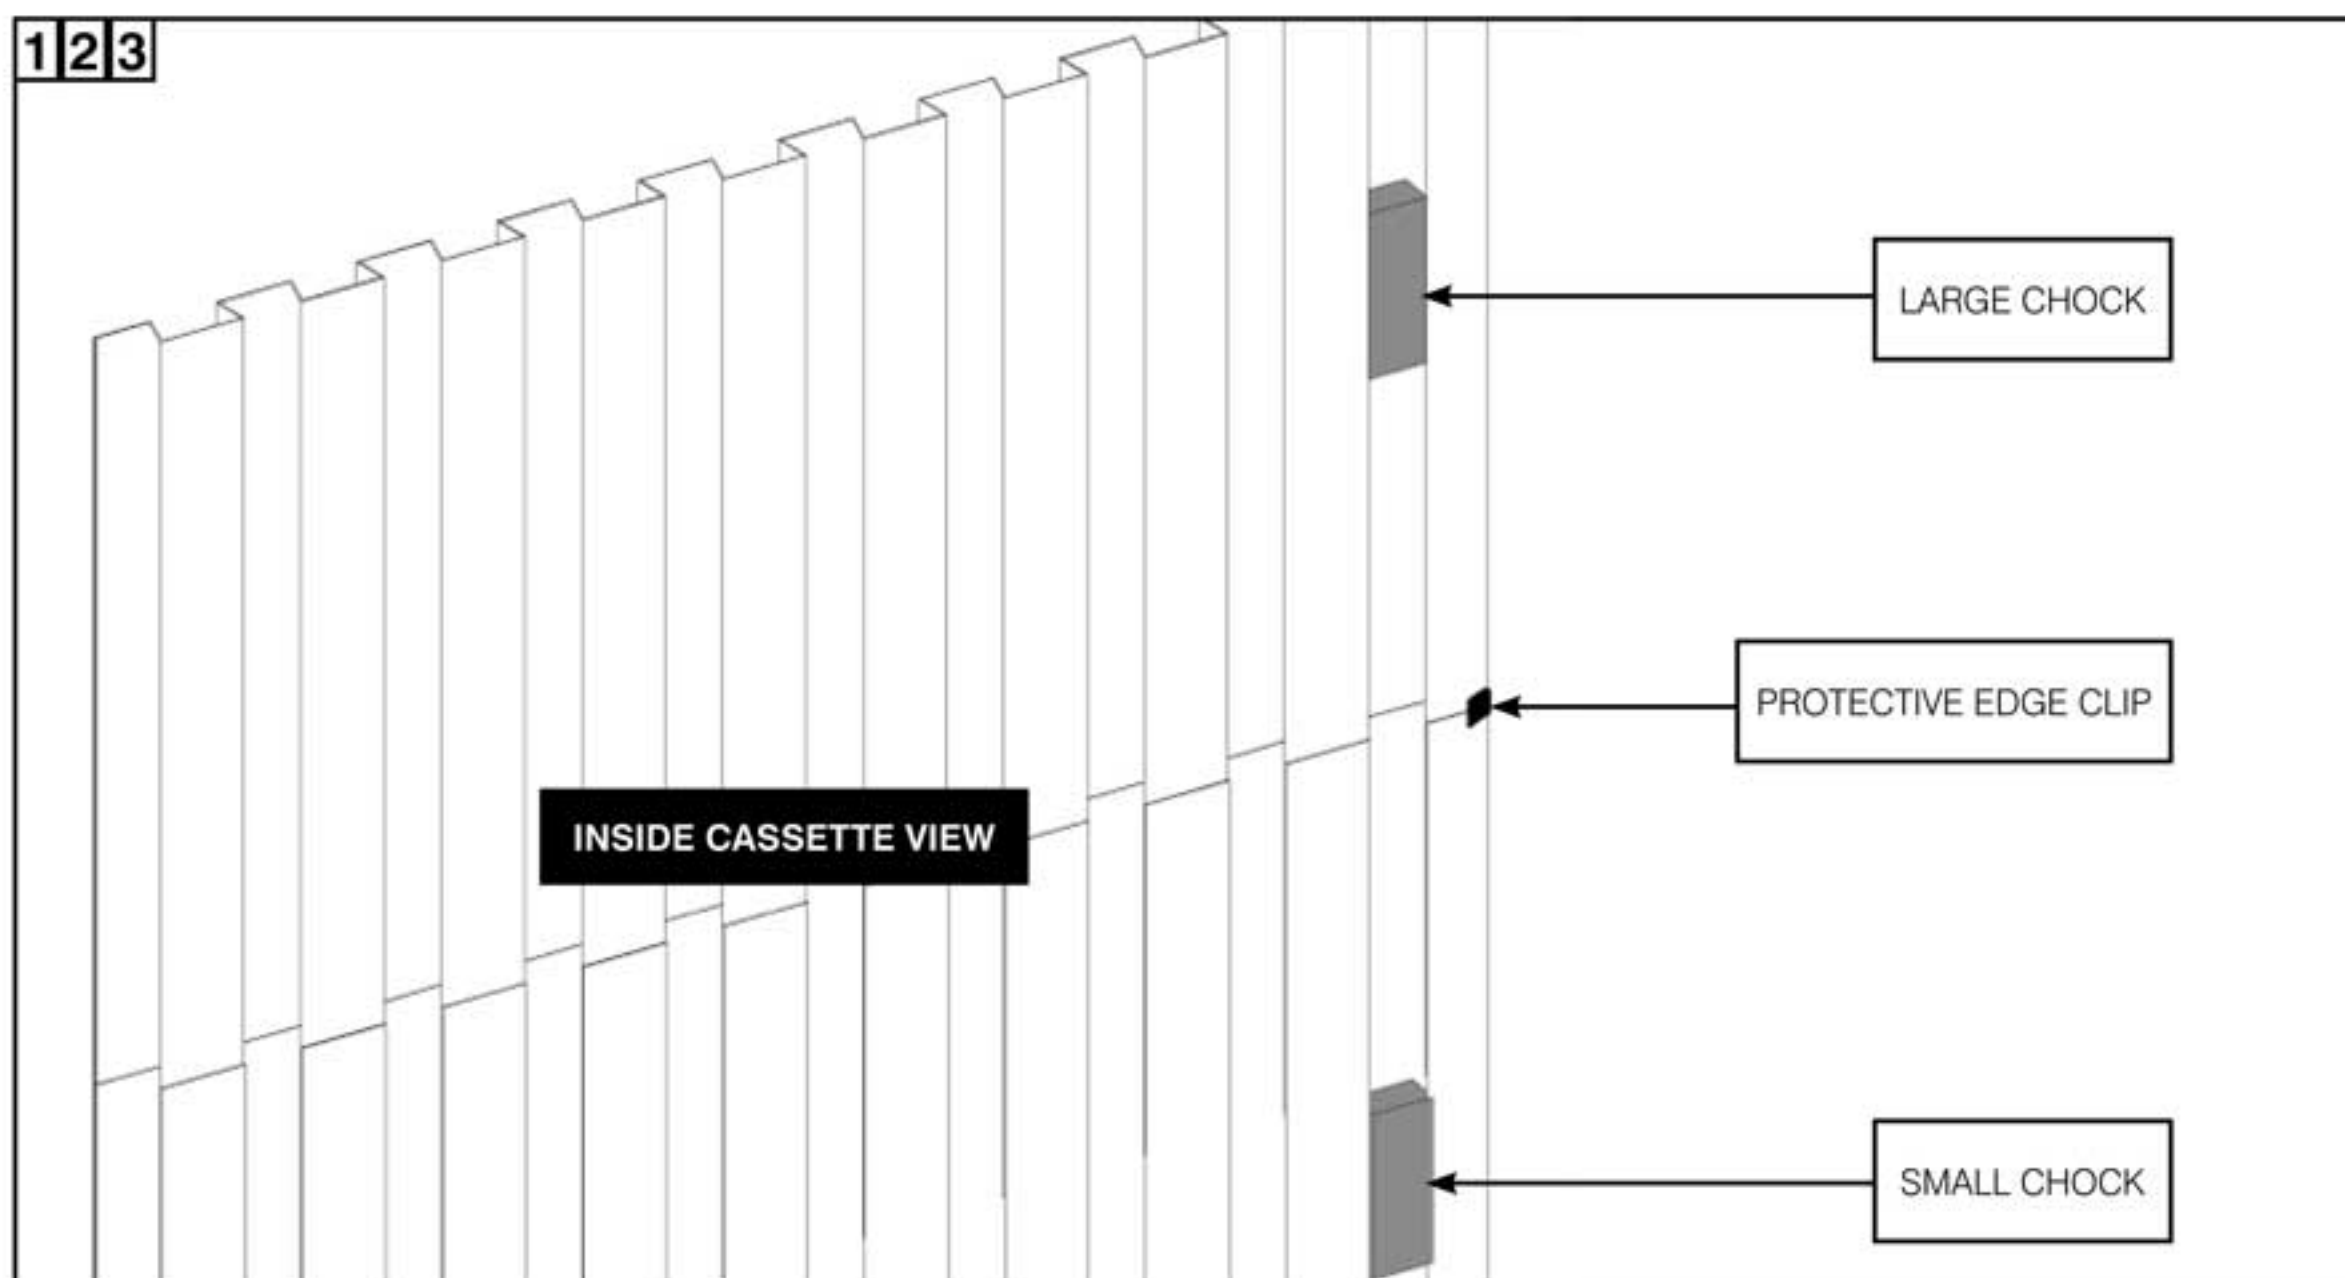 1 2 3
LARGE CHOCK
PROTECTIVE EDGE CLIP
INSIDE CASSETTE VIEW
SMALL CHOCK